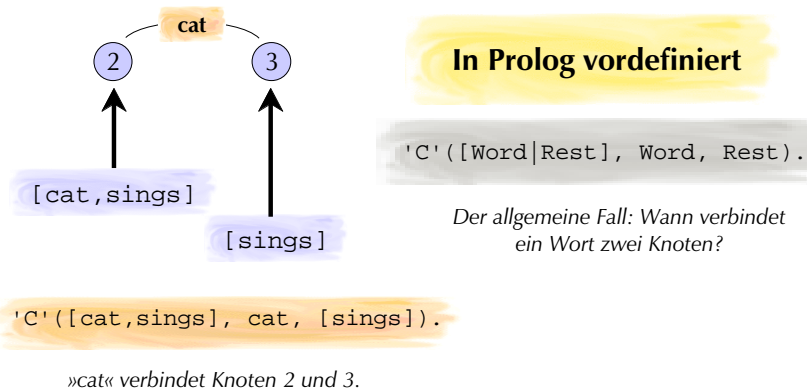 cat
2
3
[cat,sings]
[sings]
'C'([cat,sings], cat, [sings]).
»cat« verbindet Knoten 2 und 3.
In Prolog vordefiniert
'C'([Word|Rest], Word, Rest).
Der allgemeine Fall: Wann verbindet
ein Wort zwei Knoten?